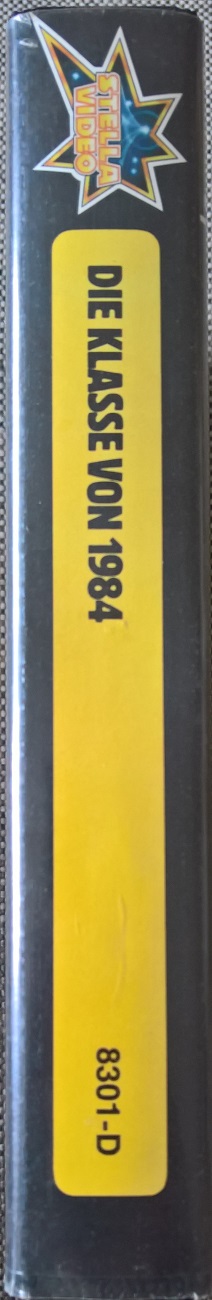 STELLA
VIDEO
DIE KLASSE VON 1984
8301-D